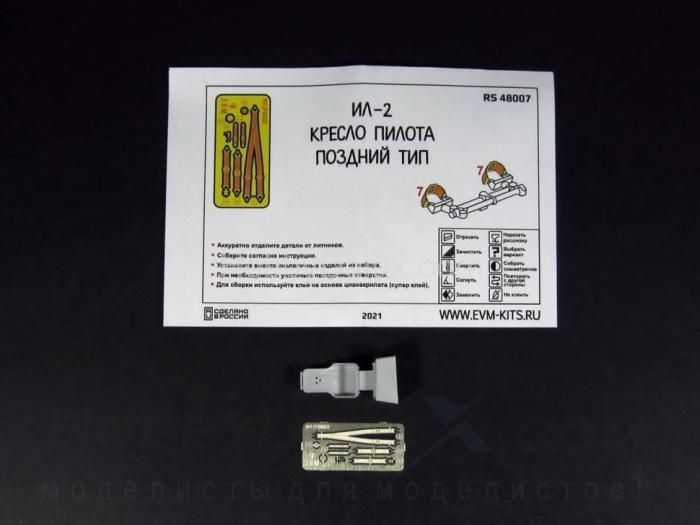 RS 48007
ИЛ-2
КРЕСЛО ПИЛОТА
ПОЗДНИЙ ТИП
7
7
• Аккуратно отделите детали от литников.
• Соберите согласно инструкции.
• Установите вместо аналогичных изделий из набора.
• При необходимости увеличьте посадочные отверстия.
• Для сборки используйте клей на основе цианакрилата (супер клей).
Отрезать
Нарезать расшивку
Зачистить
Выбрать вариант
Сверлить
Собрать симметрично
Согнуть
Повторить с другой стороны
Заменить
Не клеить
СДЕЛАНО
В РОССИИ
2021
WWW.EVM-KITS.RU
моделисты для моделистов!